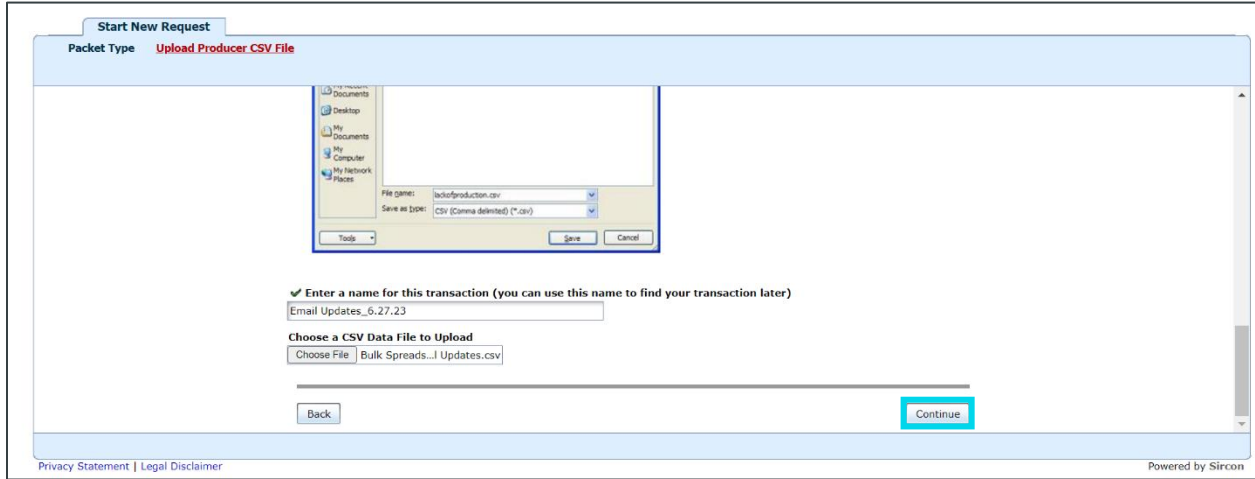 Start New Request
Packet Type Upload Producer CSV File
Documents
Desktop
My
Documents
My
Computer
My Network
Places
File name: lackofproduction.csv
Save as type: CSV (Comma delimited) (*.csv)
Tools Save Cancel
Enter a name for this transaction (you can use this name to find your transaction later)
Email Updates_6.27.23
Choose a CSV Data File to Upload
Choose File Bulk Spreads...l Updates.csv
Back Continue
Privacy Statement | Legal Disclaimer Powered by Sircon